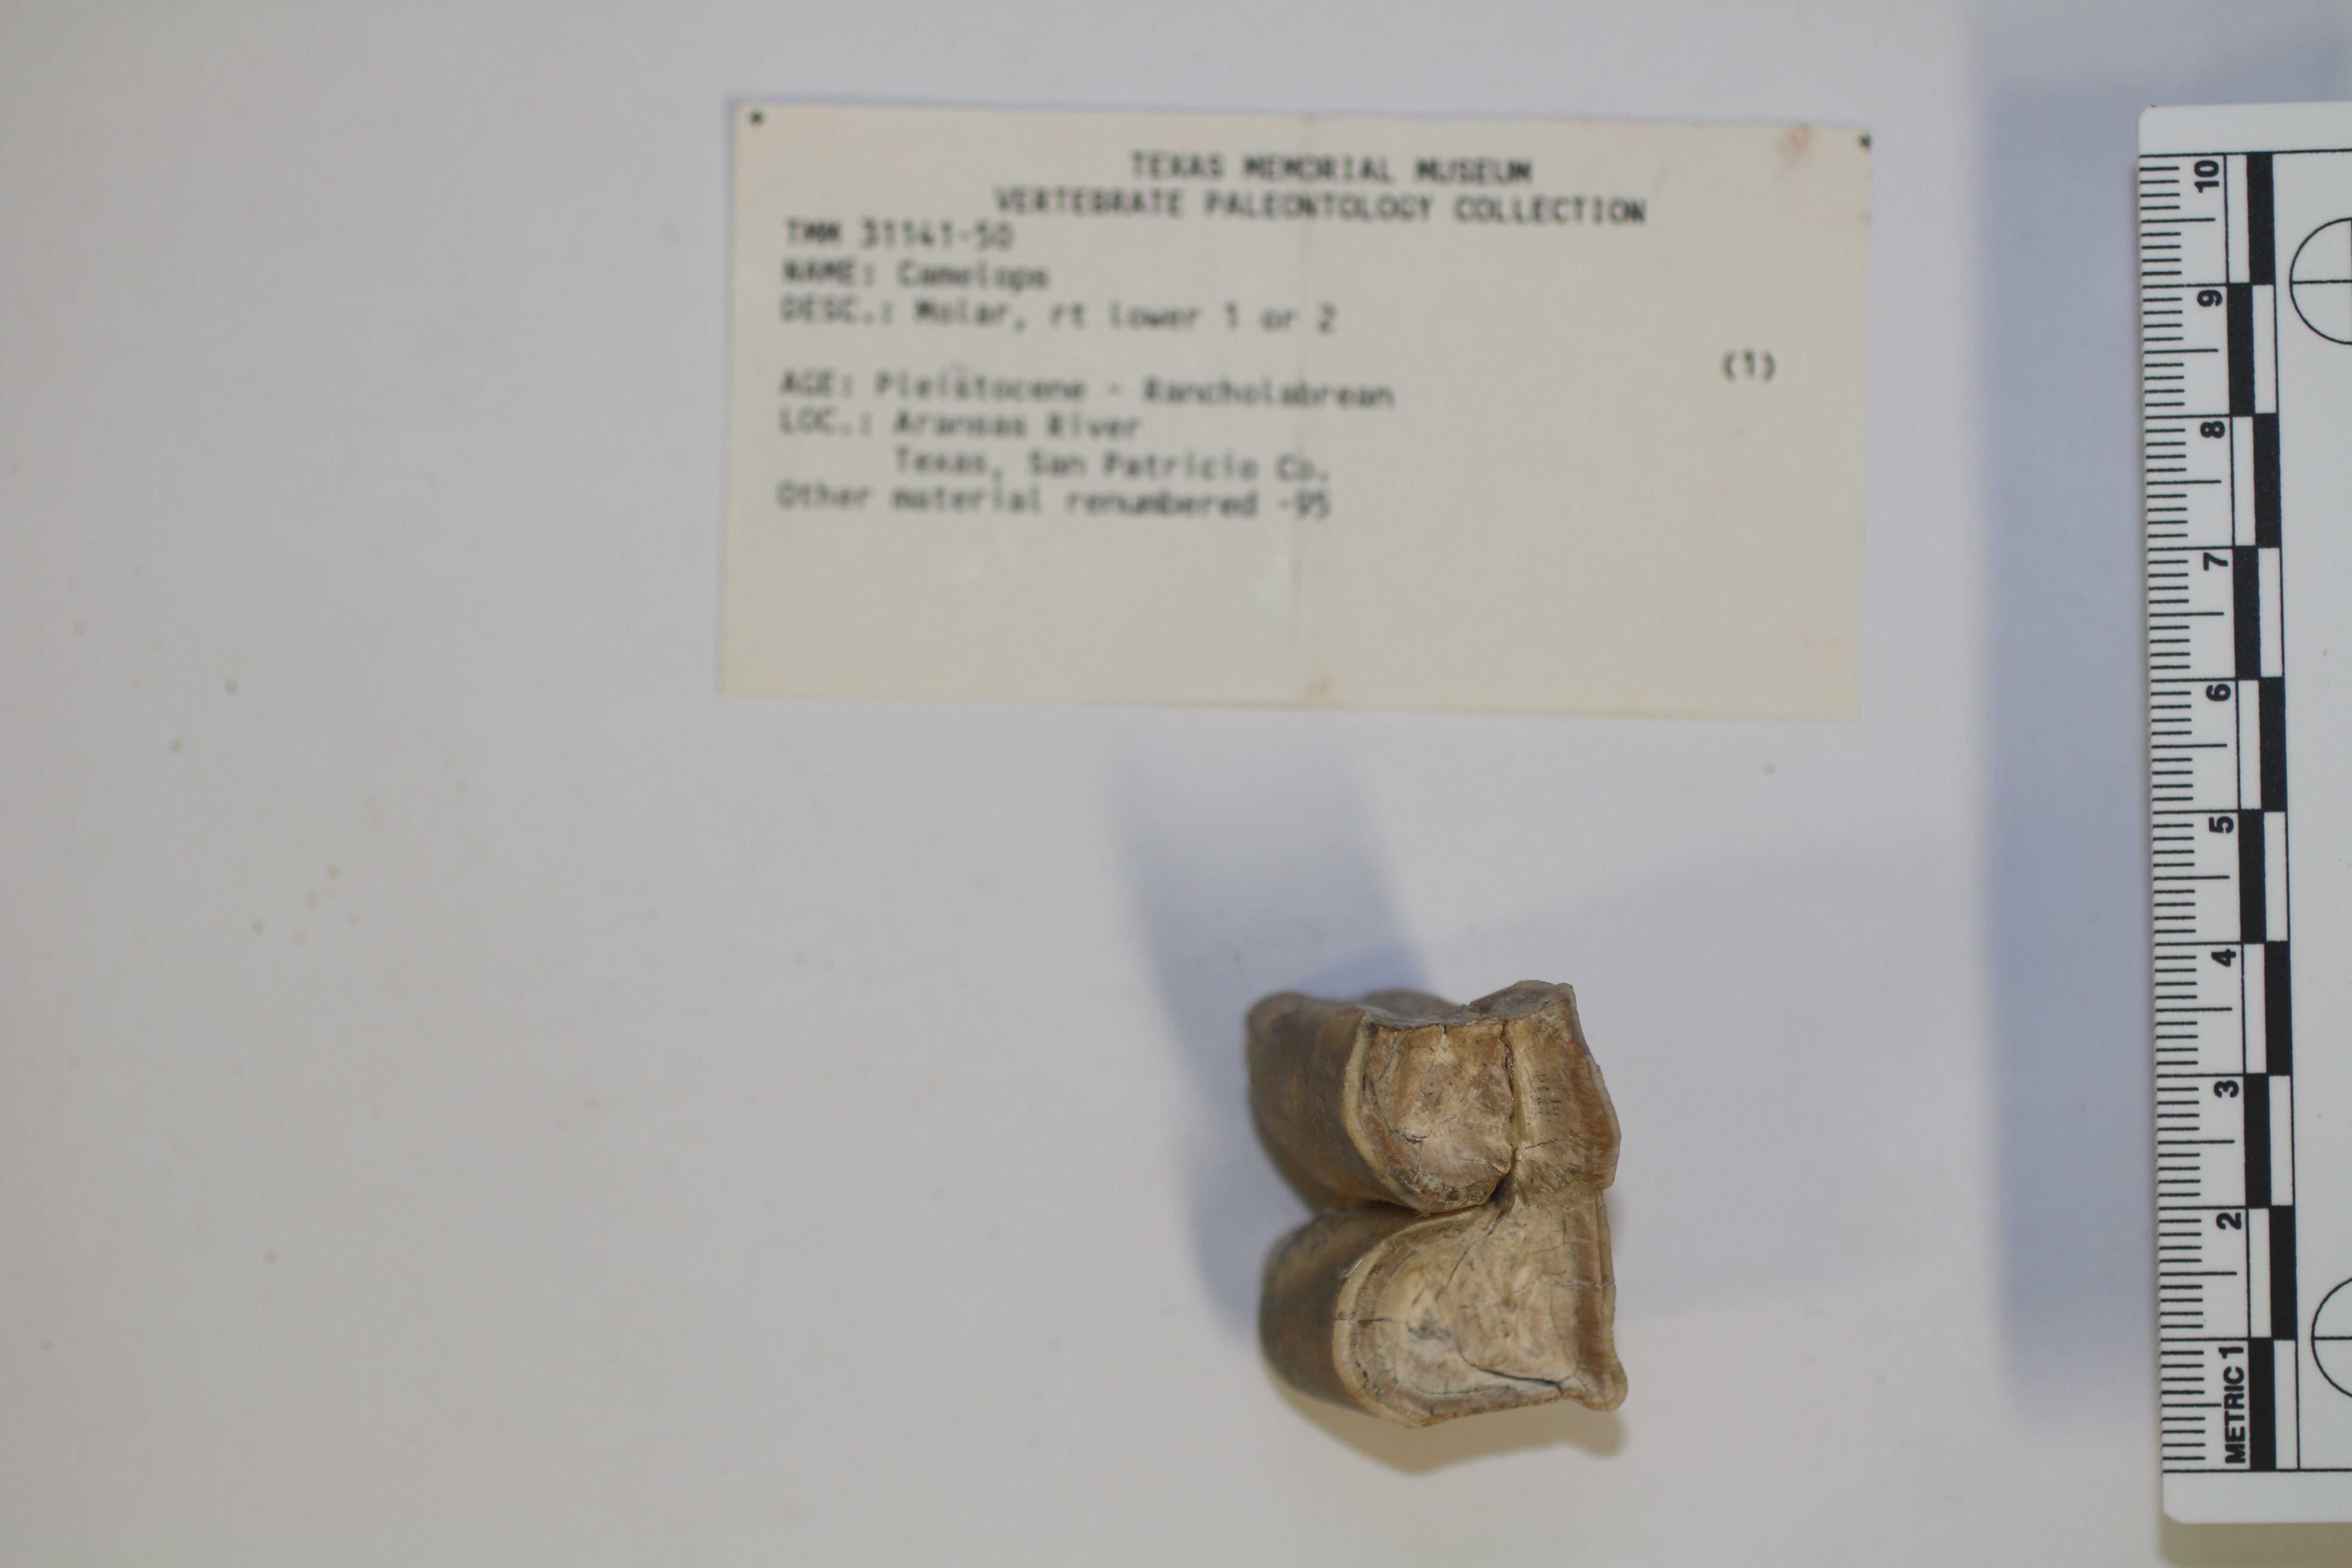 TEXAS MEMORIAL MUSEUM
VERTEBRATE PALEONTOLOGY COLLECTION
TMM 31141-50
NAME: Camelops
DESC.: Molar, rt lower 1 or 2
(1)
AGE: Pleistocene - Rancholabrean
LOC.: Aransas River
Texas, San Patricio Co.
Other material renumbered -95
10
9
8
7
6
5
4
3
2
METRIC 1